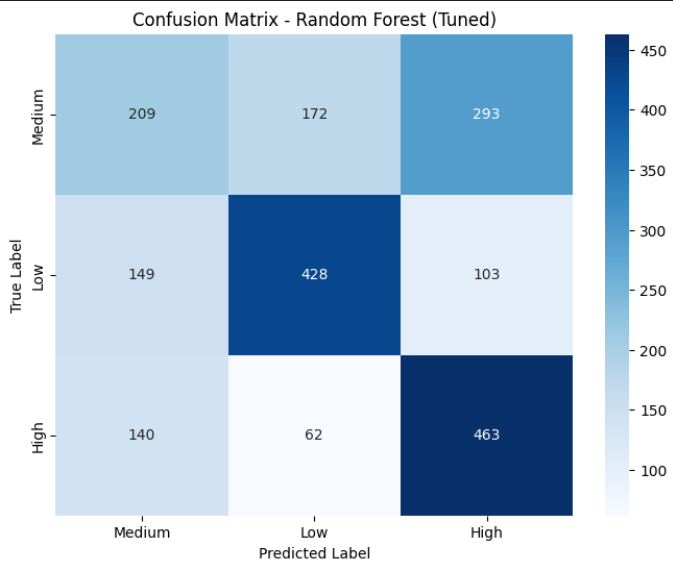 Confusion Matrix - Random Forest (Tuned)
True Label
Medium
209 172 293
Low
149 428 103
High
140 62 463
Medium Low High
Predicted Label
450
400
350
300
250
200
150
100